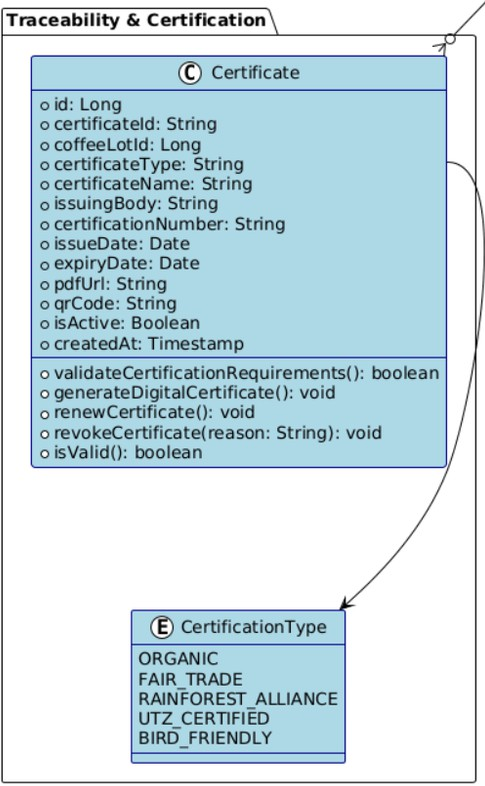 Traceability & Certification
C Certificate
id: Long
certificateId: String
coffeeLotId: Long
certificateType: String
certificateName: String
issuingBody: String
certificationNumber: String
issueDate: Date
expiryDate: Date
pdfUrl: String
qrCode: String
isActive: Boolean
createdAt: Timestamp
validateCertificationRequirements(): boolean
generateDigitalCertificate(): void
renewCertificate(): void
revokeCertificate(reason: String): void
isValid(): boolean
E CertificationType
ORGANIC
FAIR_TRADE
RAINFOREST_ALLIANCE
UTZ_CERTIFIED
BIRD_FRIENDLY